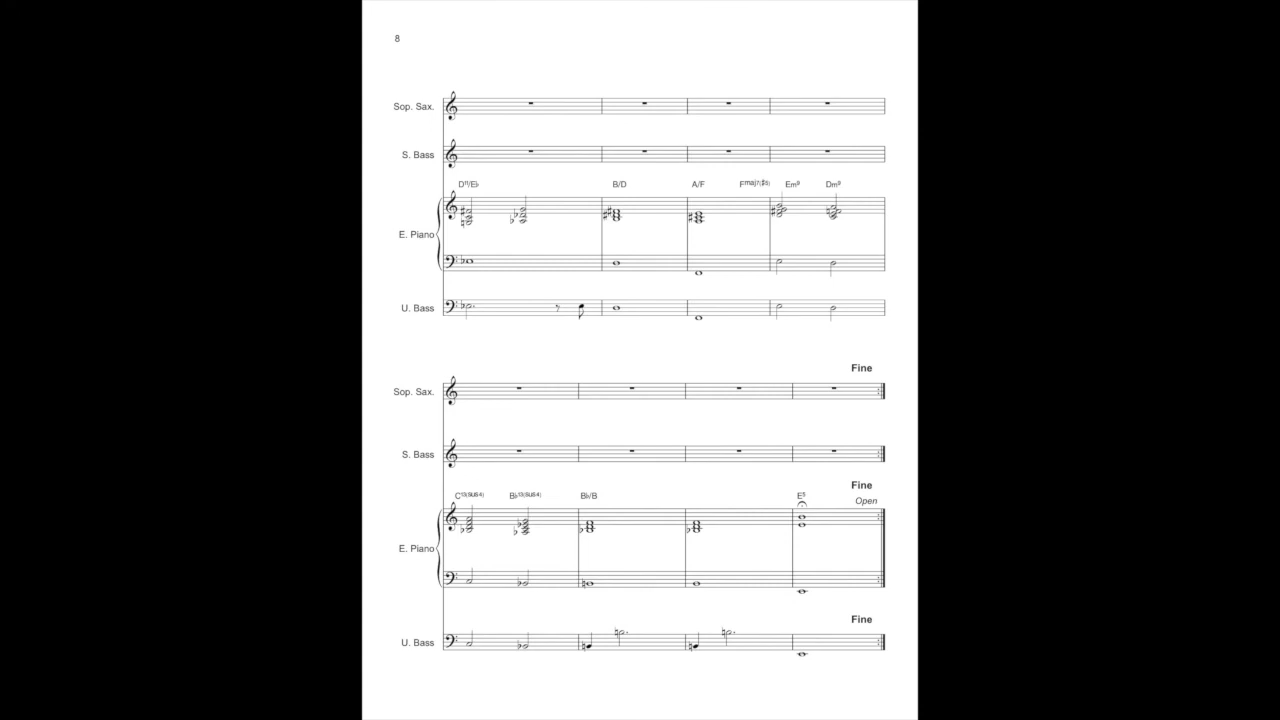 8
Sop. Sax.
S. Bass
D11/E♭ B/D A/F Fmaj7(♯5) Em9 Dm9
E. Piano
U. Bass
Fine
Sop. Sax.
S. Bass
Fine
C13(SUS4) B♭13(SUS4) B♭/B E5 Open
E. Piano
Fine
U. Bass